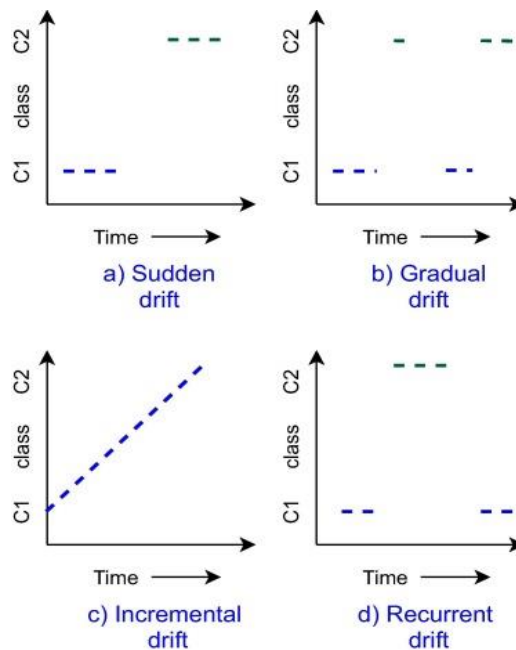 C2
class
C1
Time
a) Sudden
drift
C2
class
C1
Time
b) Gradual
drift
C2
class
C1
Time
c) Incremental
drift
C2
class
C1
Time
d) Recurrent
drift